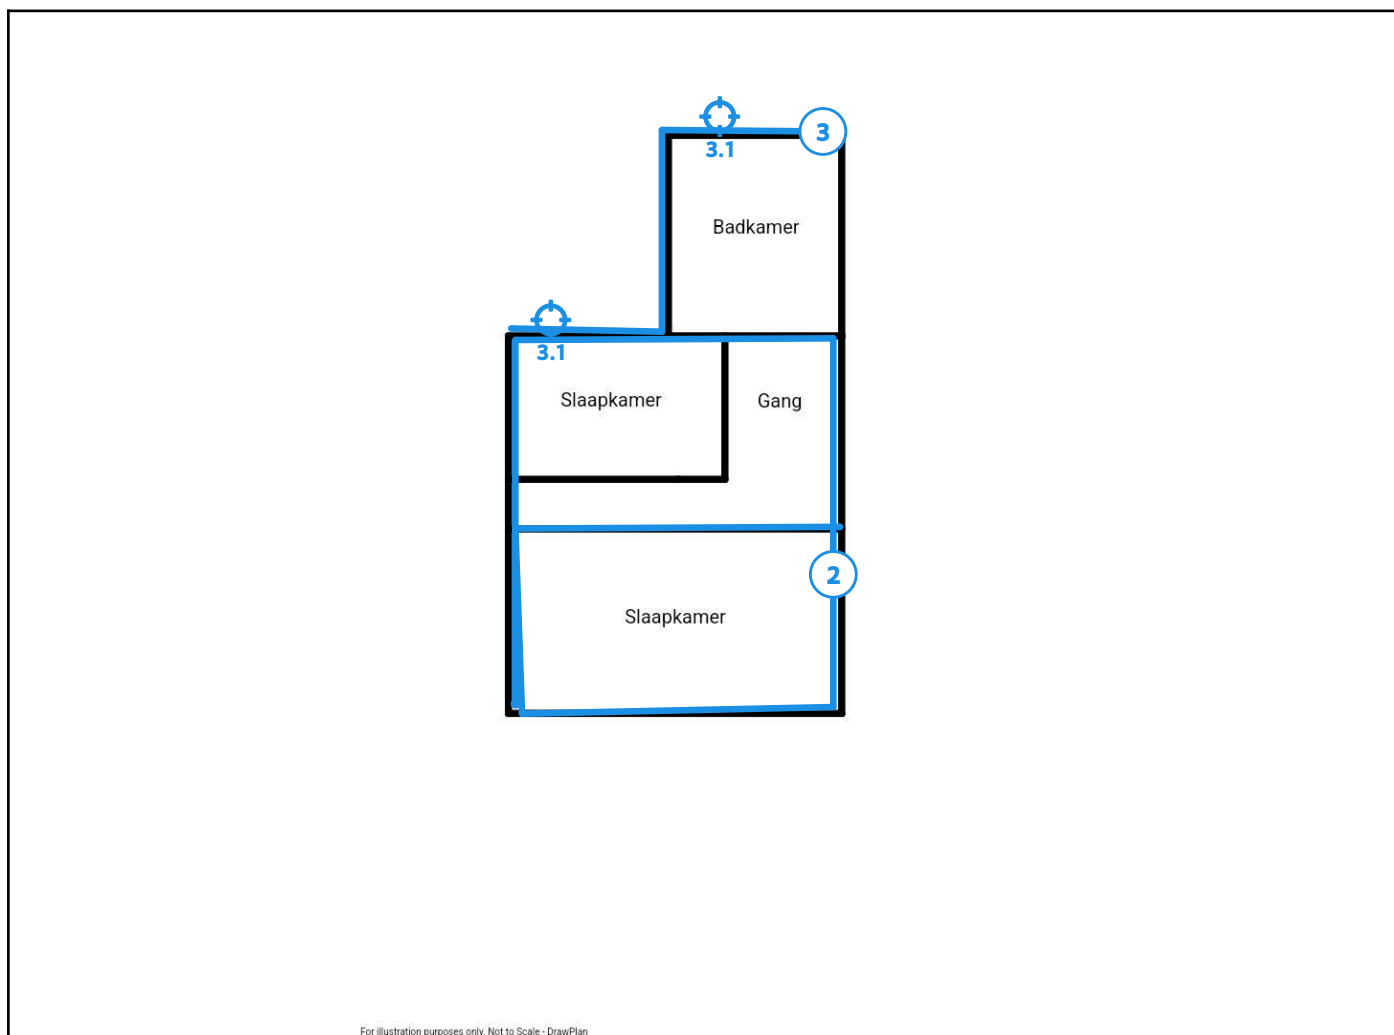 3
3.1
Badkamer
3.1
Slaapkamer
Gang
2
Slaapkamer
For illustration purposes only. Not to Scale - DrawPlan